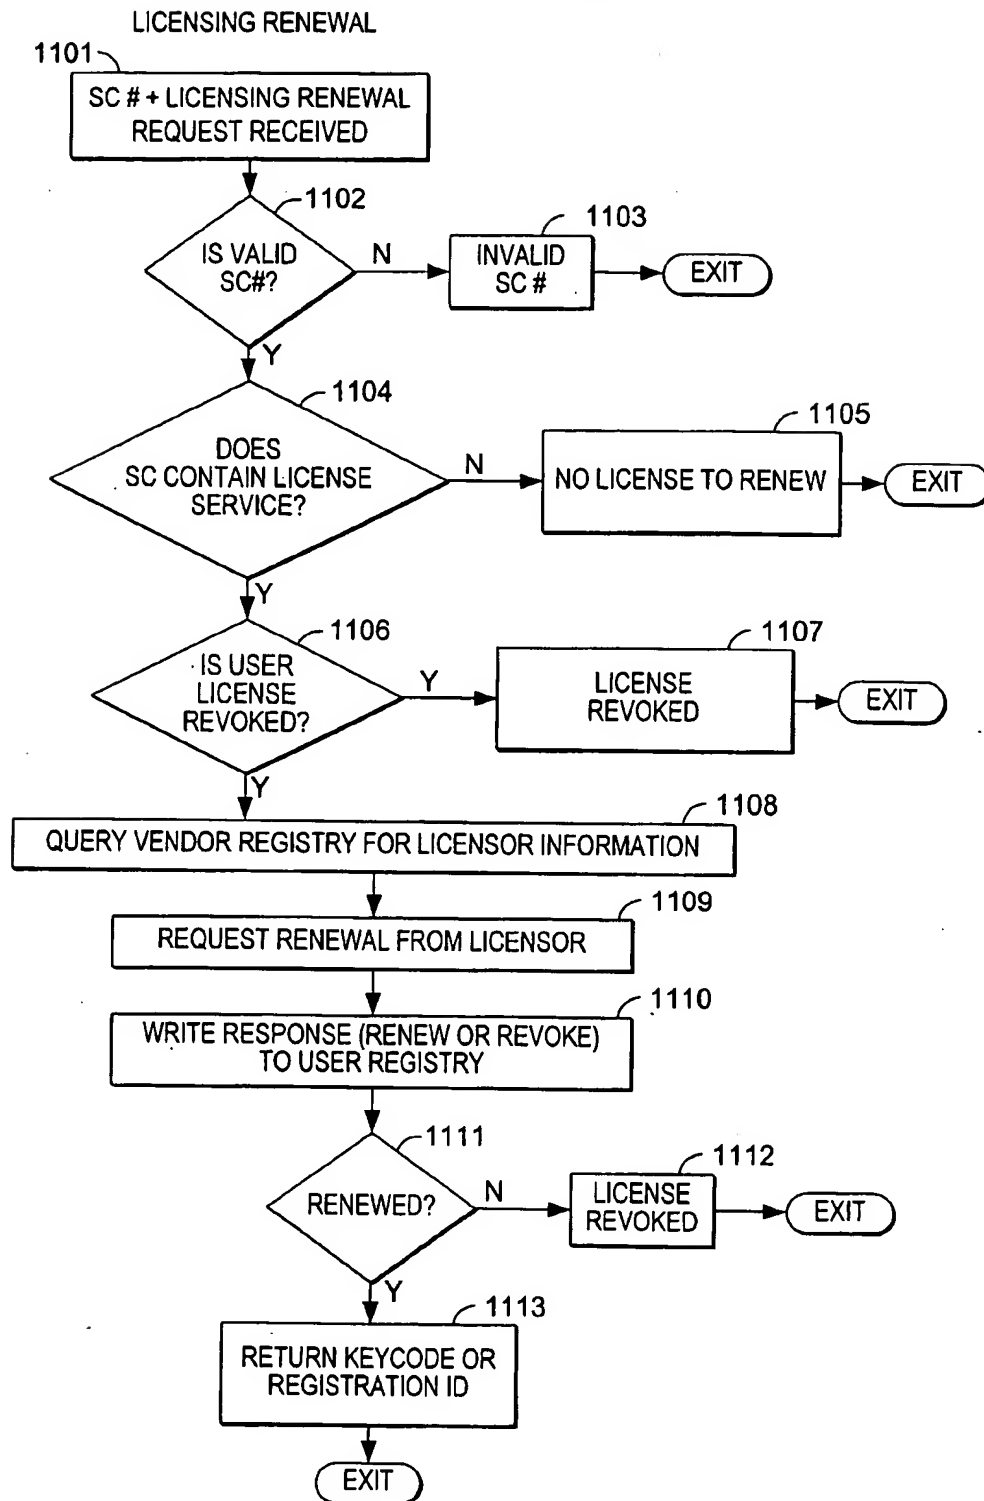 LICENSING RENEWAL
1101
SC # + LICENSING RENEWAL
REQUEST RECEIVED
1102
IS VALID
SC#?
N
1103
INVALID
SC #
EXIT
Y
1104
DOES
SC CONTAIN LICENSE
SERVICE?
N
1105
NO LICENSE TO RENEW
EXIT
Y
1106
IS USER
LICENSE
REVOKED?
Y
1107
LICENSE
REVOKED
EXIT
Y
1108
QUERY VENDOR REGISTRY FOR LICENSOR INFORMATION
1109
REQUEST RENEWAL FROM LICENSOR
1110
WRITE RESPONSE (RENEW OR REVOKE)
TO USER REGISTRY
1111
RENEWED?
N
1112
LICENSE
REVOKED
EXIT
Y
1113
RETURN KEYCODE OR
REGISTRATION ID
EXIT